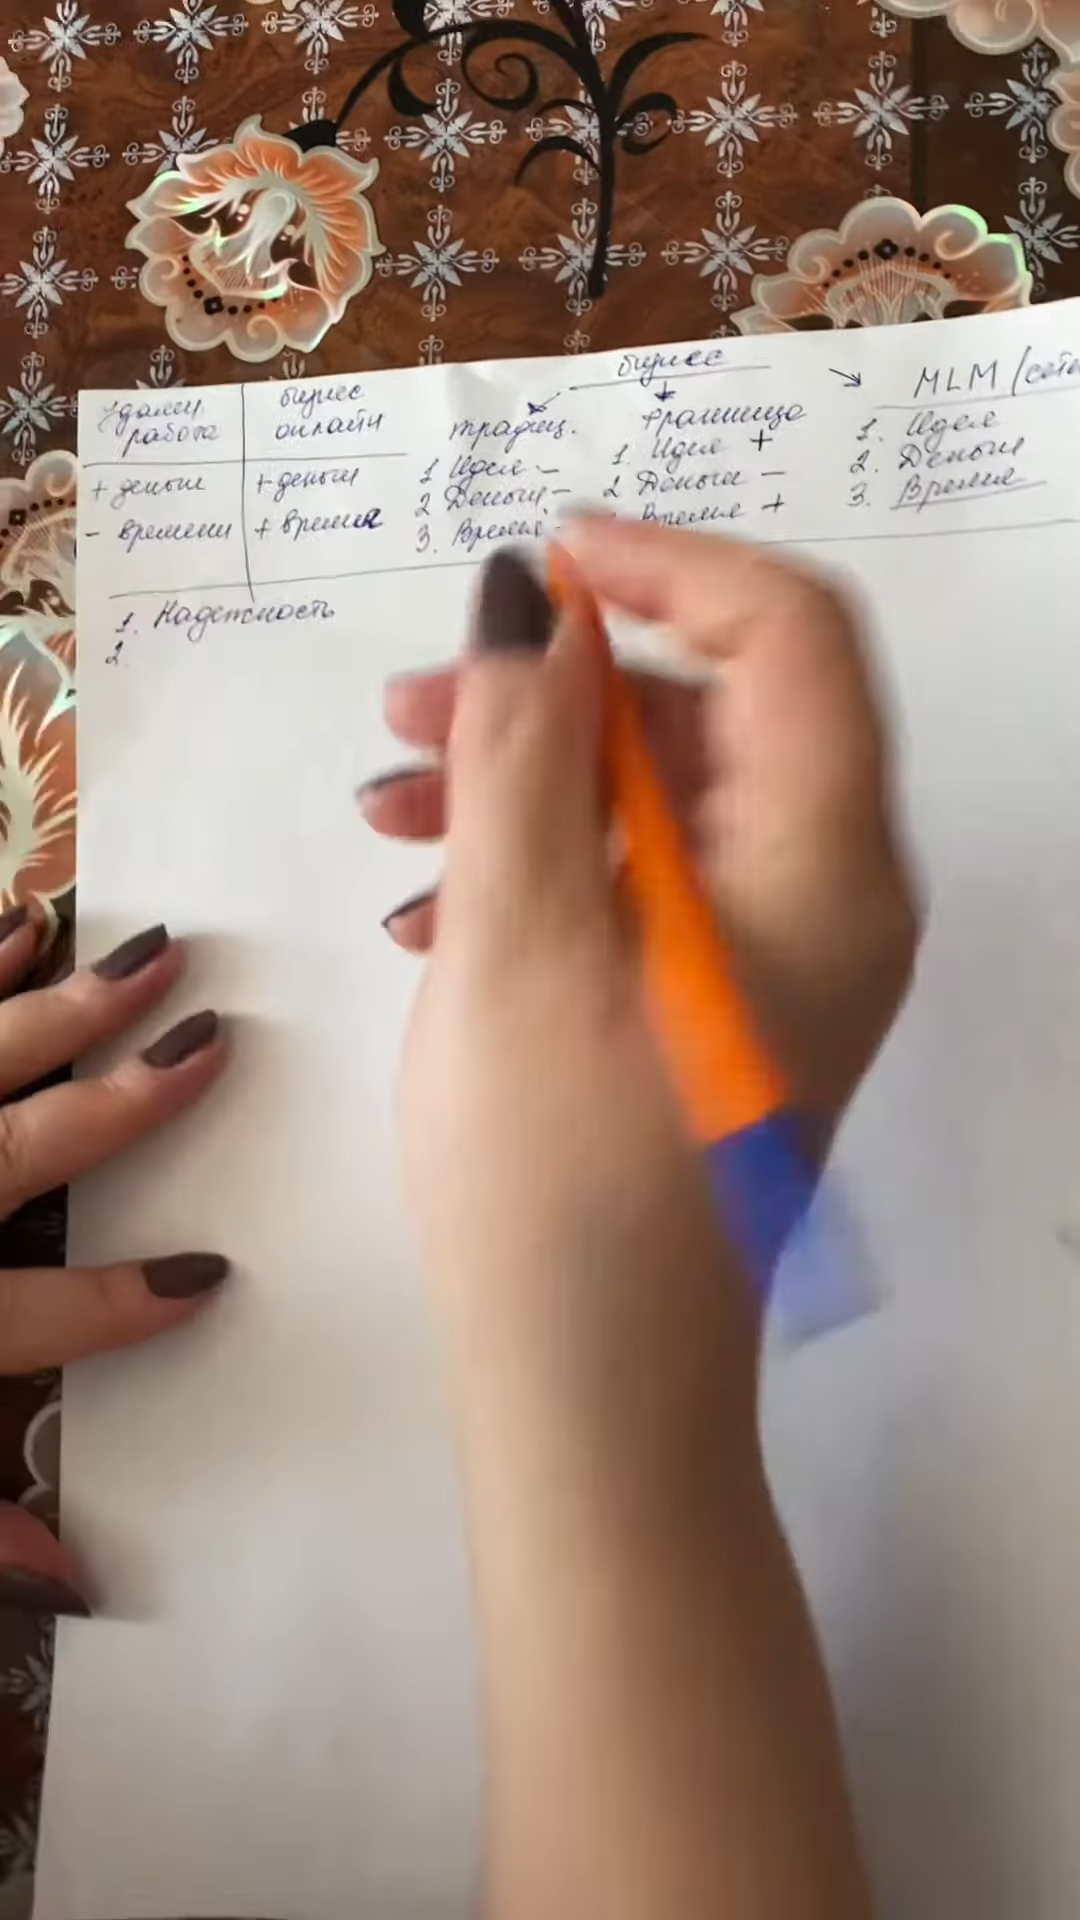 удален. работа
+ деньги
- времени
бизнес онлайн
+ деньги
+ время
бизнес
традиц.
1 Идея -
2 Деньги -
3. Время -
франшиза
1. Идея +
2 Деньги -
Время +
MLM (сете
1. Идея
2. Деньги
3. Время
1. Надежность
2.